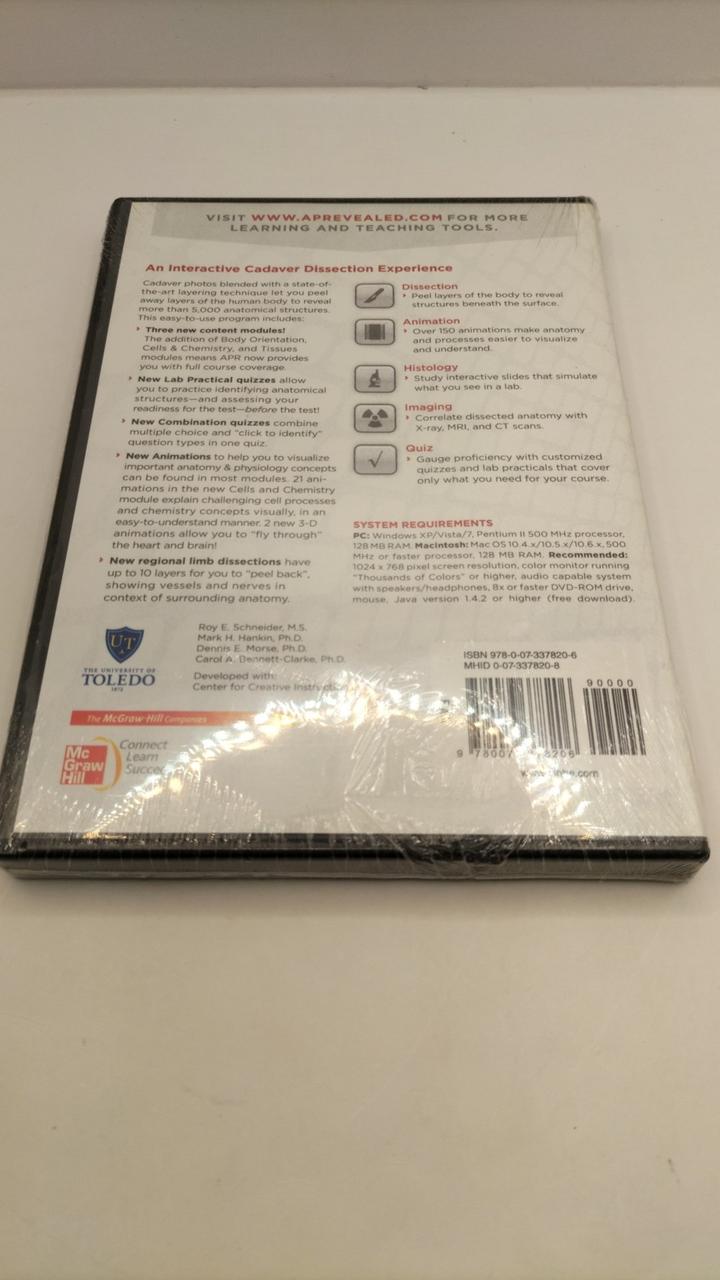 VISIT WWW.APREVEALED.COM FOR MORE
LEARNING AND TEACHING TOOLS.
An Interactive Cadaver Dissection Experience
Cadaver photos blended with a state-of-
the-art layering technique let you peel
away layers of the human body to reveal
more than 5,000 anatomical structures.
This easy-to-use program includes:
Three new content modules!
The addition of Body Orientation,
Cells & Chemistry, and Tissues
modules means APR now provides
you with full course coverage.
New Lab Practical quizzes allow
you to practice identifying anatomical
structures—and assessing your
readiness for the test—before the test!
New Combination quizzes combine
multiple choice and "click to identify"
question types in one quiz.
New Animations to help you to visualize
important anatomy & physiology concepts
can be found in most modules. 21 ani-
mations in the new Cells and Chemistry
module explain challenging cell processes
and chemistry concepts visually, in an
easy-to-understand manner. 2 new 3-D
animations allow you to "fly through"
the heart and brain!
New regional limb dissections have
up to 10 layers for you to "peel back",
showing vessels and nerves in
context of surrounding anatomy.
Dissection
Peel layers of the body to reveal
structures beneath the surface.
Animation
Over 150 animations make anatomy
and processes easier to visualize
and understand.
Histology
Study interactive slides that simulate
what you see in a lab.
Imaging
Correlate dissected anatomy with
X-ray, MRI, and CT scans.
Quiz
Gauge proficiency with customized
quizzes and lab practicals that cover
only what you need for your course.
SYSTEM REQUIREMENTS
PC: Windows XP/Vista/7, Pentium II 500 MHz processor,
128 MB RAM. Macintosh: Mac OS 10.4.x/10.5.x/10.6.x, 500
MHz or faster processor, 128 MB RAM. Recommended:
1024 x 768 pixel screen resolution, color monitor running
"Thousands of Colors" or higher, audio capable system
with speakers/headphones, 8x or faster DVD-ROM drive,
mouse, Java version 1.4.2 or higher (free download).
UT
THE UNIVERSITY OF
TOLEDO
1872
Roy E. Schneider, M.S.
Mark H. Hankin, Ph.D.
Dennis E. Morse, Ph.D.
Carol A. Bennett-Clarke, Ph.D.
Developed with:
Center for Creative
The McGraw-Hill Companies
Mc
Graw
Hill
Connect
Learn
ISBN 978-0-07-337820-6
MHID 0-07-337820-8
90000